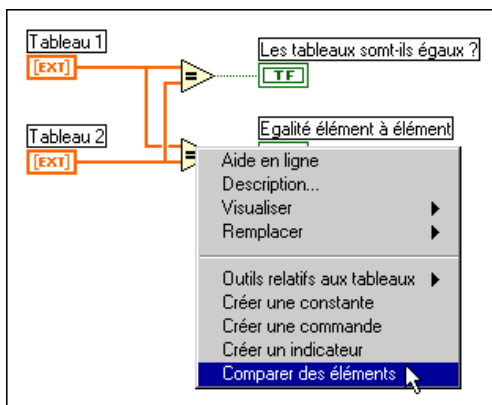 Tableau 1
[EXT]
Les tableaux somt-ils égaux ?
=
TF
Tableau 2
[EXT]
Egalité élément à élément
=
Aide en ligne
Description...
Visualiser
Remplacer
Outils relatifs aux tableaux
Créer une constante
Créer une commande
Créer un indicateur
Comparer des éléments